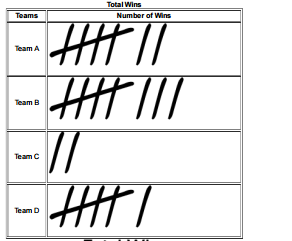 Total Wins
Teams Number of Wins
Team A
Team B
Team C
Team D